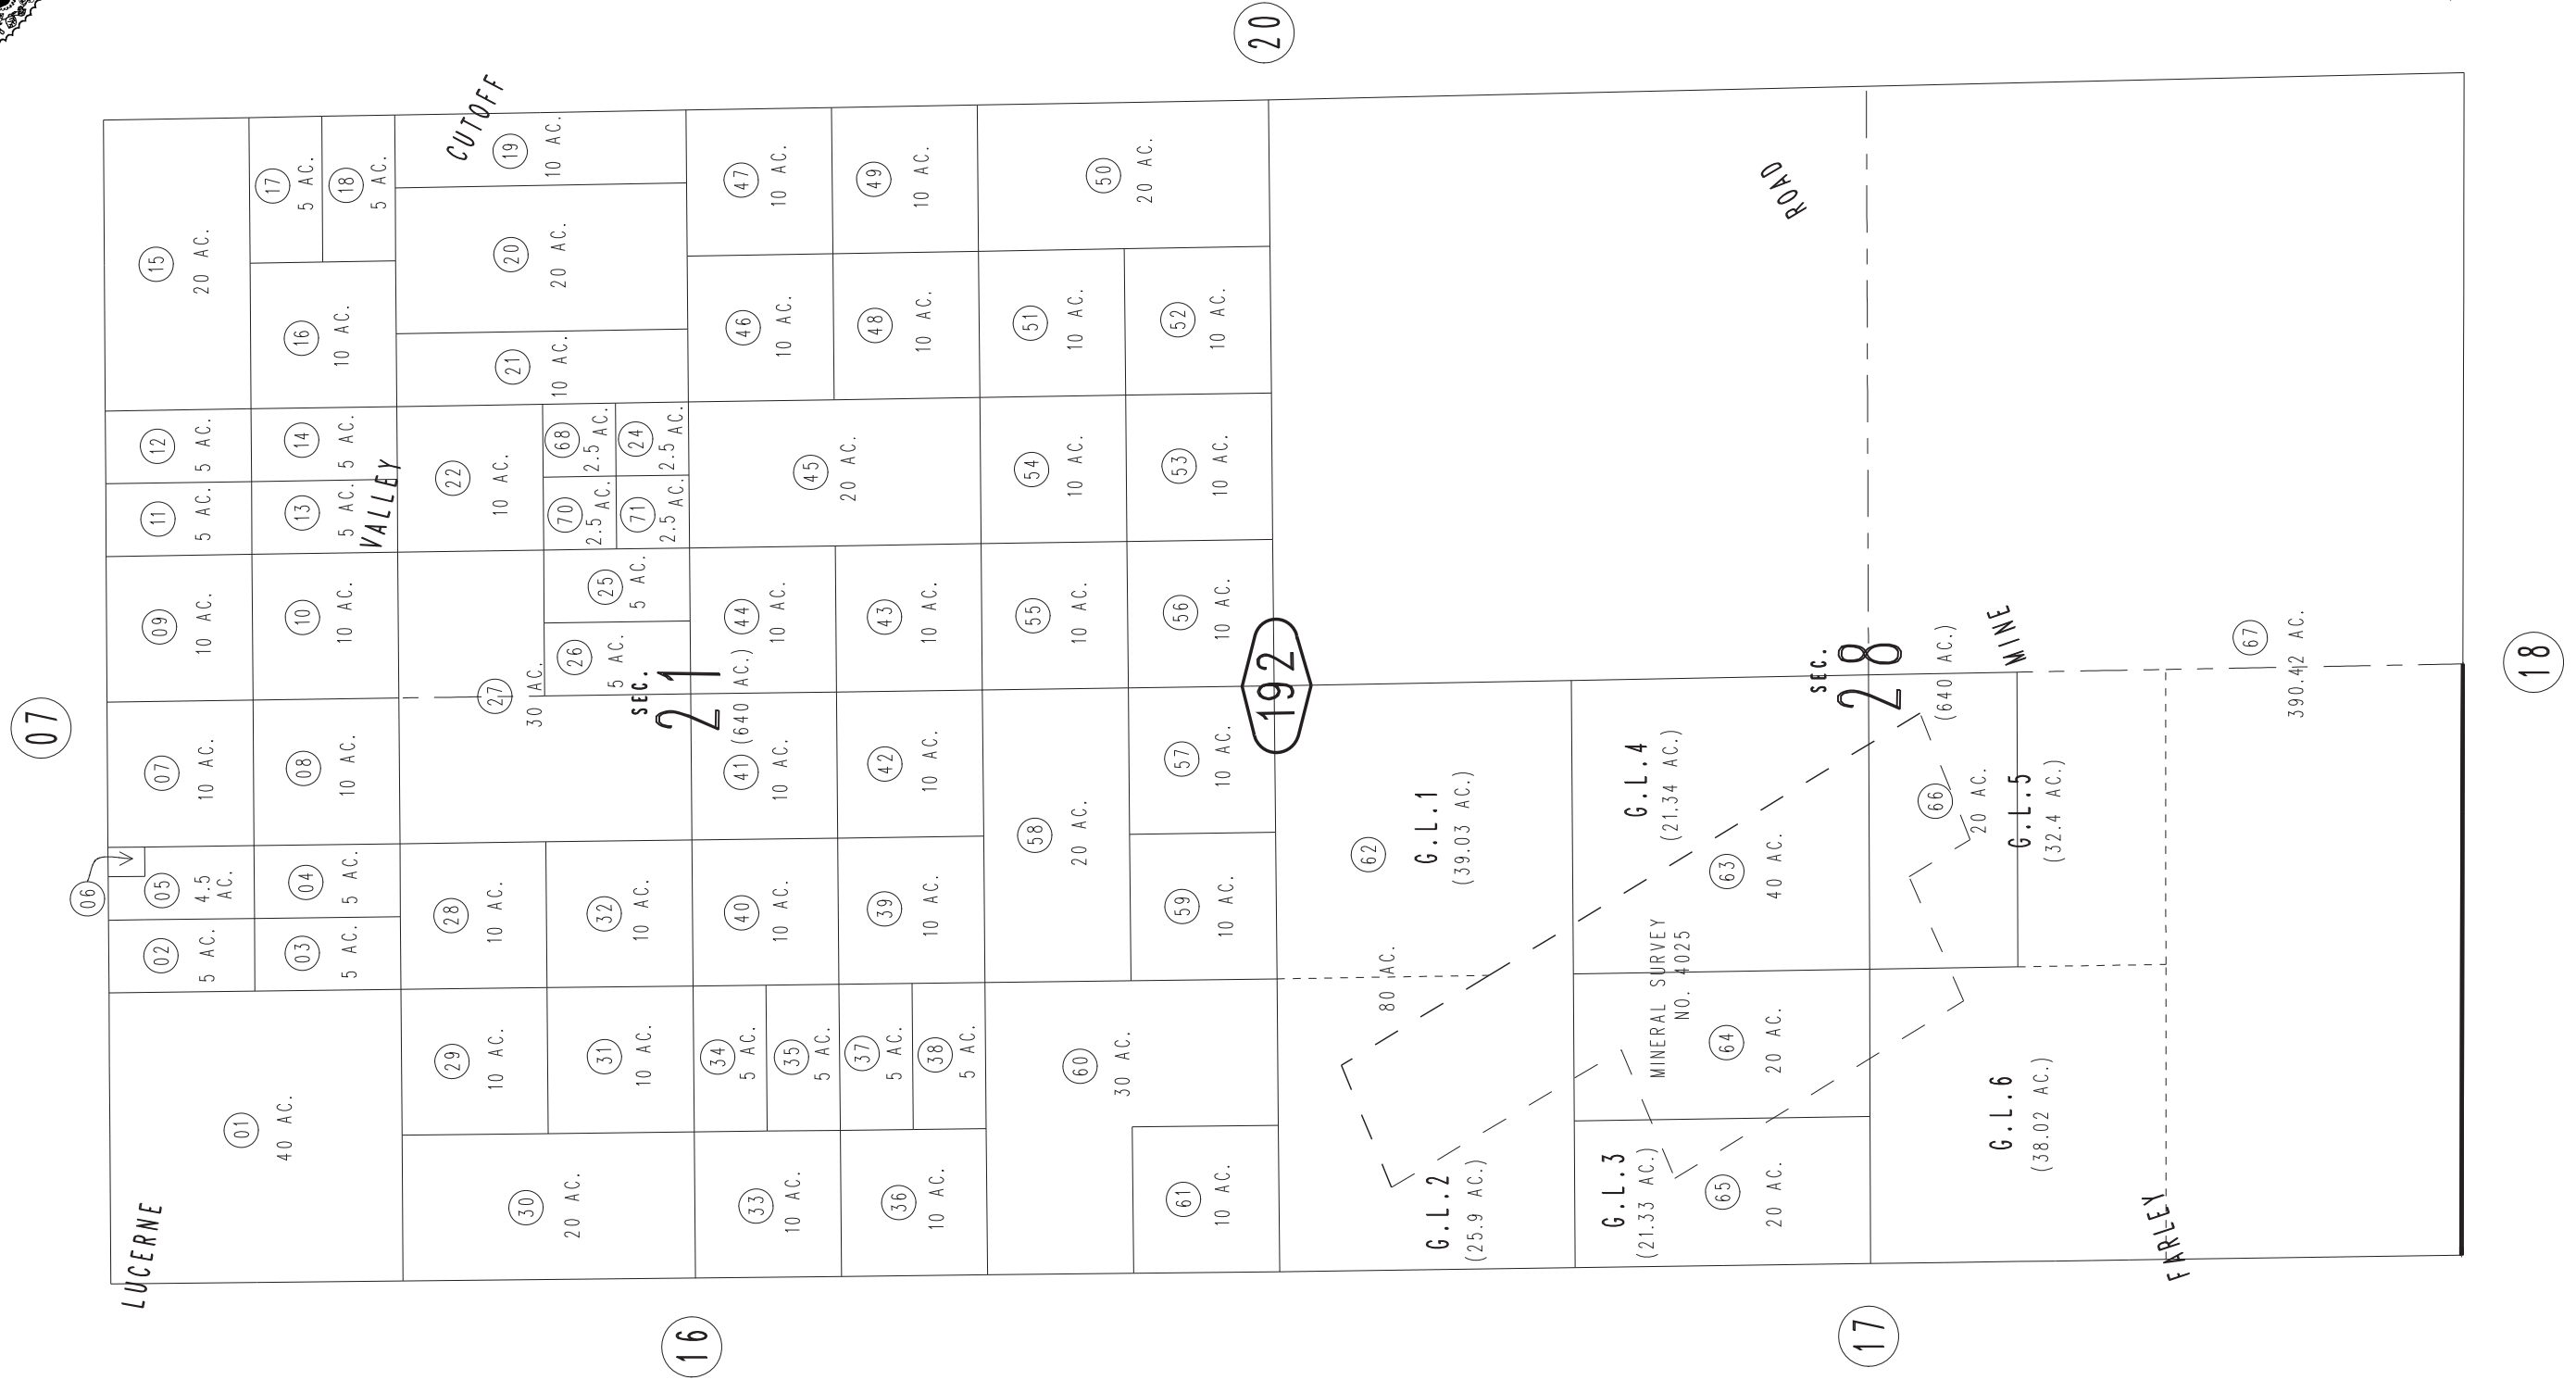 20
07
16
17
18
192
LUCERNE
VALLEY
CUTOFF
FARLEY
MINE
ROAD
SEC.
21
(640 AC.)
SEC.
28
(640 AC.)
01
40 AC.
02
5 AC.
03
5 AC.
04
5 AC.
05
4.5
AC.
06
07
10 AC.
08
10 AC.
09
10 AC.
10
10 AC.
11
5 AC.
12
5 AC.
13
5 AC.
14
5 AC.
15
20 AC.
16
10 AC.
17
5 AC.
18
5 AC.
19
10 AC.
20
20 AC.
21
10 AC.
22
10 AC.
68
2.5 AC.
24
2.5 AC.
70
2.5 AC.
71
2.5 AC.
25
5 AC.
26
5 AC.
27
30 AC.
28
10 AC.
29
10 AC.
30
20 AC.
31
10 AC.
32
10 AC.
33
10 AC.
34
5 AC.
35
5 AC.
36
10 AC.
37
5 AC.
38
5 AC.
39
10 AC.
40
10 AC.
41
10 AC.
42
10 AC.
43
10 AC.
44
10 AC.
45
20 AC.
46
10 AC.
47
10 AC.
48
10 AC.
49
10 AC.
50
20 AC.
51
10 AC.
52
10 AC.
53
10 AC.
54
10 AC.
55
10 AC.
56
10 AC.
57
10 AC.
58
20 AC.
59
10 AC.
60
30 AC.
61
10 AC.
62
80 AC.
G.L.1
(39.03 AC.)
G.L.2
(25.9 AC.)
G.L.3
(21.33 AC.)
G.L.4
(21.34 AC.)
63
40 AC.
MINERAL SURVEY
NO. 4025
64
20 AC.
65
20 AC.
66
20 AC.
G.L.5
(32.4 AC.)
G.L.6
(38.02 AC.)
67
390.42 AC.